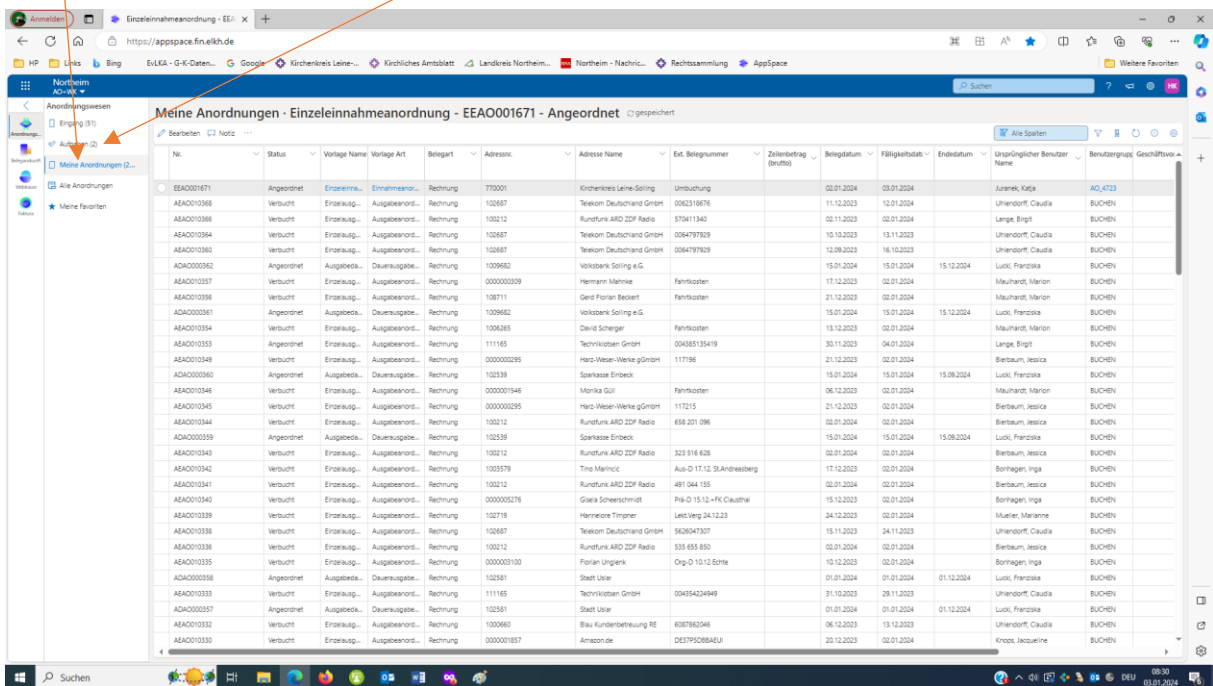 Anmelden Einzeleinnahmeanordnung - EEA
https://appspace.fin.elkh.de
HP Links Bing EvLKA - G-K-Daten... Google Kirchenkreis Leine-... Kirchliches Amtsblatt Landkreis Northeim... Northeim - Nachric... Rechtssammlung AppSpace Weitere Favoriten
Northeim
AO+WK
Suchen
HK
Anordnungswesen
Eingang (51)
Aufgaben (2)
Meine Anordnungen (2...
Alle Anordnungen
Meine Favoriten
Anordnungs...
Belegauskunft
Webkasse
Faktura
Meine Anordnungen · Einzeleinnahmeanordnung - EEAO001671 - Angeordnet gespeichert
Bearbeiten Notiz ... Alle Spalten
Nr. Status Vorlage Name Vorlage Art Belegart Adressnr. Adresse Name Ext. Belegnummer Zeilenbetrag (brutto) Belegdatum Fälligkeitsdatu Endedatum Ursprünglicher Benutzer Name Benutzergrupp Geschäftsvor
EEAO001671 Angeordnet Einzeleinna... Einnahmeanor... Rechnung 770001 Kirchenkreis Leine-Solling Umbuchung 02.01.2024 03.01.2024 Juranek, Katja AO_4723
AEAO010368 Verbucht Einzelausg... Ausgabeanord... Rechnung 102687 Telekom Deutschland GmbH 0062318676 11.12.2023 12.01.2024 Uhlendorff, Claudia BUCHEN
AEAO010366 Verbucht Einzelausg... Ausgabeanord... Rechnung 100212 Rundfunk ARD ZDF Radio 570411340 02.11.2023 02.01.2024 Lange, Birgit BUCHEN
AEAO010364 Verbucht Einzelausg... Ausgabeanord... Rechnung 102687 Telekom Deutschland GmbH 0064797929 10.10.2023 13.11.2023 Uhlendorff, Claudia BUCHEN
AEAO010360 Verbucht Einzelausg... Ausgabeanord... Rechnung 102687 Telekom Deutschland GmbH 0064797929 12.09.2023 16.10.2023 Uhlendorff, Claudia BUCHEN
ADAO000362 Angeordnet Ausgabeda... Dauerausgabe... Rechnung 1009682 Volksbank Solling e.G. 15.01.2024 15.01.2024 15.12.2024 Lucki, Franziska BUCHEN
AEAO010357 Verbucht Einzelausg... Ausgabeanord... Rechnung 0000000309 Hermann Mahnke Fahrtkosten 17.12.2023 02.01.2024 Maulhardt, Marion BUCHEN
AEAO010356 Verbucht Einzelausg... Ausgabeanord... Rechnung 108711 Gerd Florian Beckert Fahrtkosten 21.12.2023 02.01.2024 Maulhardt, Marion BUCHEN
ADAO000361 Angeordnet Ausgabeda... Dauerausgabe... Rechnung 1009682 Volksbank Solling e.G. 15.01.2024 15.01.2024 15.12.2024 Lucki, Franziska BUCHEN
AEAO010354 Verbucht Einzelausg... Ausgabeanord... Rechnung 1006265 David Scherger Fahrtkosten 13.12.2023 02.01.2024 Maulhardt, Marion BUCHEN
AEAO010353 Angeordnet Einzelausg... Ausgabeanord... Rechnung 111165 Techniklotsen GmbH 004385135419 30.11.2023 04.01.2024 Lange, Birgit BUCHEN
AEAO010349 Verbucht Einzelausg... Ausgabeanord... Rechnung 0000000295 Harz-Weser-Werke gGmbH 117196 21.12.2023 02.01.2024 Bierbaum, Jessica BUCHEN
ADAO000360 Angeordnet Ausgabeda... Dauerausgabe... Rechnung 102539 Sparkasse Einbeck 15.01.2024 15.01.2024 15.09.2024 Lucki, Franziska BUCHEN
AEAO010346 Verbucht Einzelausg... Ausgabeanord... Rechnung 0000001546 Monika Güll Fahrtkosten 06.12.2023 02.01.2024 Maulhardt, Marion BUCHEN
AEAO010345 Verbucht Einzelausg... Ausgabeanord... Rechnung 0000000295 Harz-Weser-Werke gGmbH 117215 21.12.2023 02.01.2024 Bierbaum, Jessica BUCHEN
AEAO010344 Verbucht Einzelausg... Ausgabeanord... Rechnung 100212 Rundfunk ARD ZDF Radio 658 201 096 02.01.2024 02.01.2024 Bierbaum, Jessica BUCHEN
ADAO000359 Angeordnet Ausgabeda... Dauerausgabe... Rechnung 102539 Sparkasse Einbeck 15.01.2024 15.01.2024 15.09.2024 Lucki, Franziska BUCHEN
AEAO010343 Verbucht Einzelausg... Ausgabeanord... Rechnung 100212 Rundfunk ARD ZDF Radio 323 516 628 02.01.2024 02.01.2024 Bierbaum, Jessica BUCHEN
AEAO010342 Verbucht Einzelausg... Ausgabeanord... Rechnung 1003579 Tino Marincic Aus-D 17.12. St.Andreasberg 17.12.2023 02.01.2024 Bonhagen, Inga BUCHEN
AEAO010341 Verbucht Einzelausg... Ausgabeanord... Rechnung 100212 Rundfunk ARD ZDF Radio 491 044 155 02.01.2024 02.01.2024 Bierbaum, Jessica BUCHEN
AEAO010340 Verbucht Einzelausg... Ausgabeanord... Rechnung 0000005276 Gisela Scheerschmidt Prä-D 15.12.+FK Clausthal 15.12.2023 02.01.2024 Bonhagen, Inga BUCHEN
AEAO010339 Verbucht Einzelausg... Ausgabeanord... Rechnung 102719 Hannelore Timpner Lekt.Verg 24.12.23 24.12.2023 02.01.2024 Mueller, Marianne BUCHEN
AEAO010338 Verbucht Einzelausg... Ausgabeanord... Rechnung 102687 Telekom Deutschland GmbH 5626047307 15.11.2023 24.11.2023 Uhlendorff, Claudia BUCHEN
AEAO010336 Verbucht Einzelausg... Ausgabeanord... Rechnung 100212 Rundfunk ARD ZDF Radio 535 655 850 02.01.2024 02.01.2024 Bierbaum, Jessica BUCHEN
AEAO010335 Verbucht Einzelausg... Ausgabeanord... Rechnung 0000003100 Florian Ungienk Org-D 10.12 Echte 10.12.2023 02.01.2024 Bonhagen, Inga BUCHEN
ADAO000358 Angeordnet Ausgabeda... Dauerausgabe... Rechnung 102581 Stadt Uslar 01.01.2024 01.01.2024 01.12.2024 Lucki, Franziska BUCHEN
AEAO010333 Verbucht Einzelausg... Ausgabeanord... Rechnung 111165 Techniklotsen GmbH 004354224949 31.10.2023 29.11.2023 Uhlendorff, Claudia BUCHEN
ADAO000357 Angeordnet Ausgabeda... Dauerausgabe... Rechnung 102581 Stadt Uslar 01.01.2024 01.01.2024 01.12.2024 Lucki, Franziska BUCHEN
AEAO010332 Verbucht Einzelausg... Ausgabeanord... Rechnung 1000660 Blau Kundenbetreuung RE 6087862046 06.12.2023 13.12.2023 Uhlendorff, Claudia BUCHEN
AEAO010330 Verbucht Einzelausg... Ausgabeanord... Rechnung 0000001857 Amazon.de DE37P5DBBAEUI 20.12.2023 02.01.2024 Knops, Jacqueline BUCHEN
Suchen DEU 08:30
03.01.2024